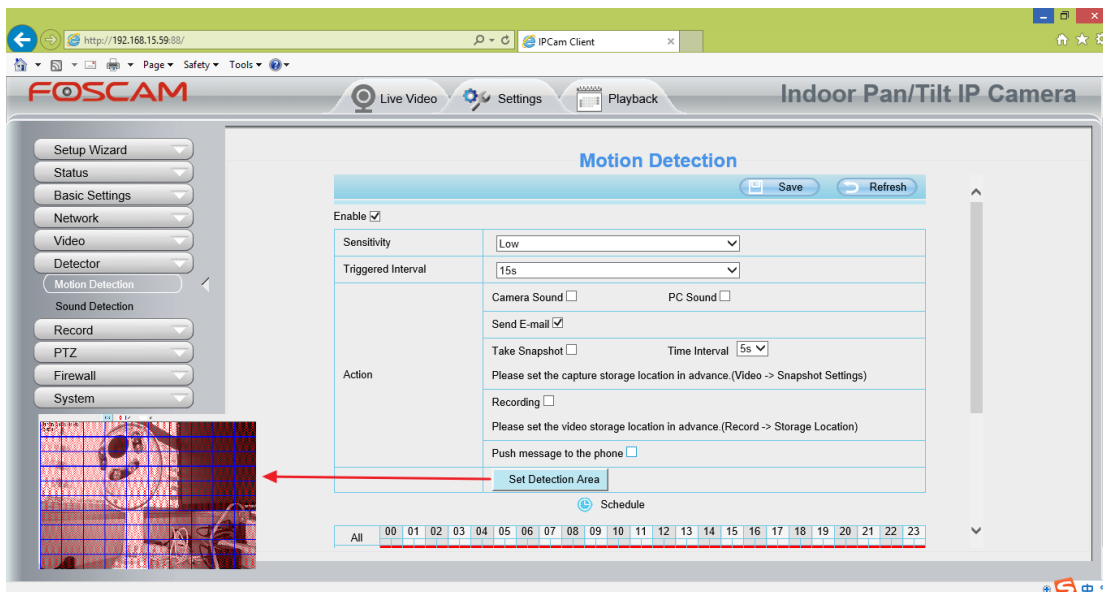 http://192.168.15.59:88/
IPCam Client
Page Safety Tools
FOSCAM
Live Video Settings Playback
Indoor Pan/Tilt IP Camera
Setup Wizard
Status
Basic Settings
Network
Video
Detector
Motion Detection
Sound Detection
Record
PTZ
Firewall
System
Motion Detection
Save Refresh
Enable
Sensitivity Low
Triggered Interval 15s
Action
Camera Sound PC Sound
Send E-mail
Take Snapshot Time Interval 5s
Please set the capture storage location in advance.(Video -> Snapshot Settings)
Recording
Please set the video storage location in advance.(Record -> Storage Location)
Push message to the phone
Set Detection Area
Schedule
All 00 01 02 03 04 05 06 07 08 09 10 11 12 13 14 15 16 17 18 19 20 21 22 23
中